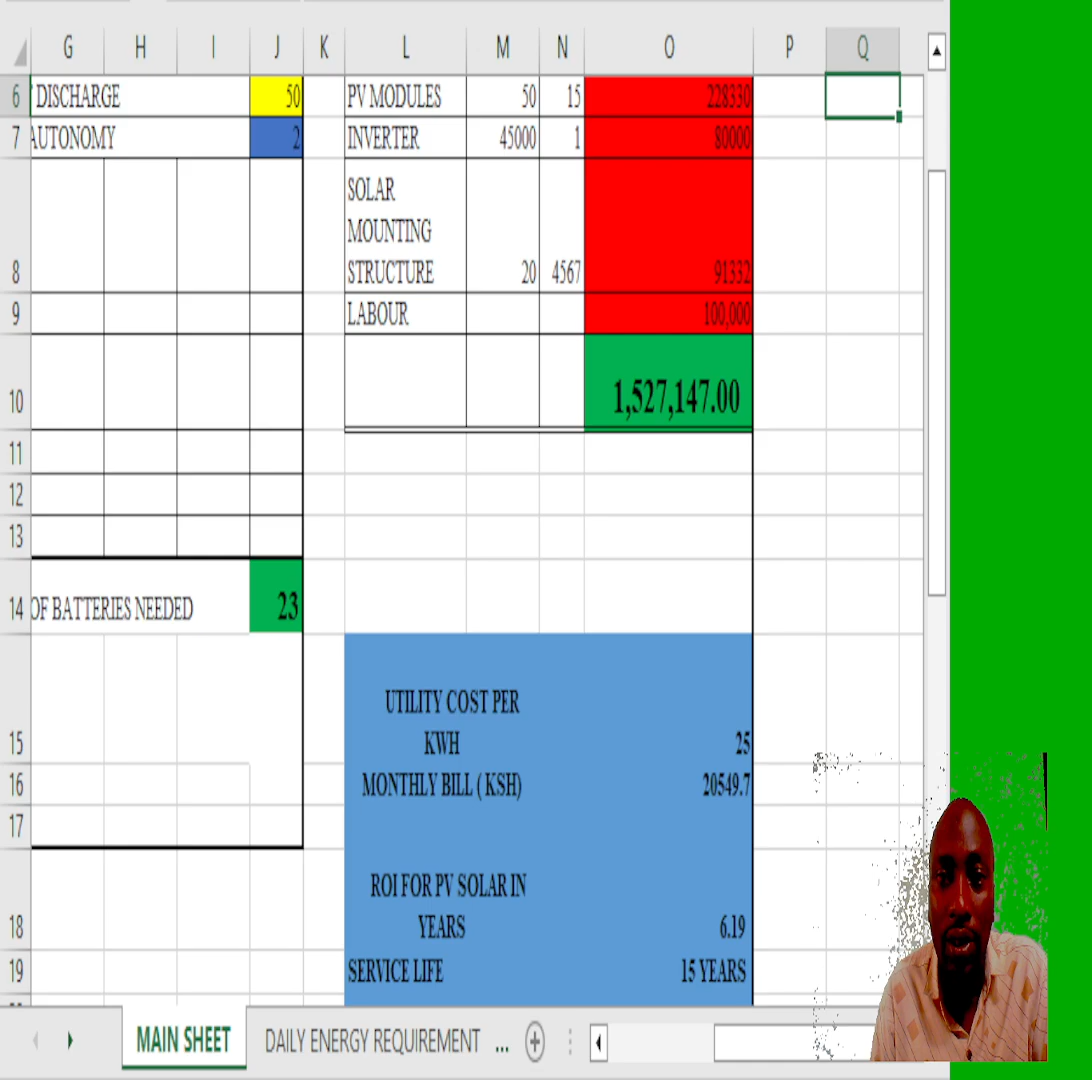 G H I J K L M N O P Q
6 DISCHARGE 50 PV MODULES 50 15 228330
7 AUTONOMY 2 INVERTER 45000 1 80000
SOLAR
MOUNTING
8 STRUCTURE 20 4567 91332
9 LABOUR 100,000
10 1,527,147.00
11
12
13
14 OF BATTERIES NEEDED 23
UTILITY COST PER
15 KWH 25
16 MONTHLY BILL ( KSH) 20549.7
17
ROI FOR PV SOLAR IN
18 YEARS 6.19
19 SERVICE LIFE 15 YEARS
MAIN SHEET DAILY ENERGY REQUIREMENT ...